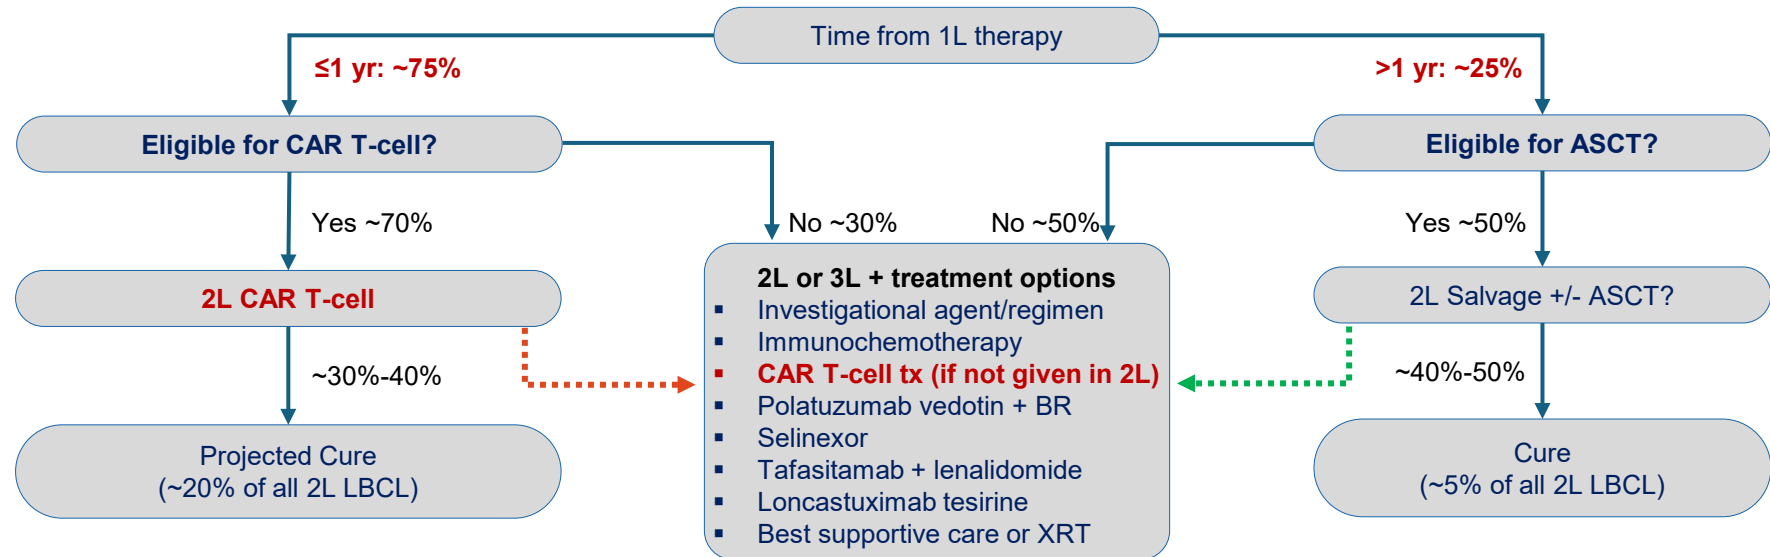 Time from 1L therapy
≤1 yr: ~75%
>1 yr: ~25%
Eligible for CAR T-cell?
Eligible for ASCT?
Yes ~70%
No ~30%
No ~50%
Yes ~50%
2L CAR T-cell
2L Salvage +/- ASCT?
~30%-40%
~40%-50%
Projected Cure
(~20% of all 2L LBCL)
2L or 3L + treatment options
▪ Investigational agent/regimen
▪ Immunochemotherapy
▪ CAR T-cell tx (if not given in 2L)
▪ Polatuzumab vedotin + BR
▪ Selinexor
▪ Tafasitamab + lenalidomide
▪ Loncastuximab tesirine
▪ Best supportive care or XRT
Cure
(~5% of all 2L LBCL)